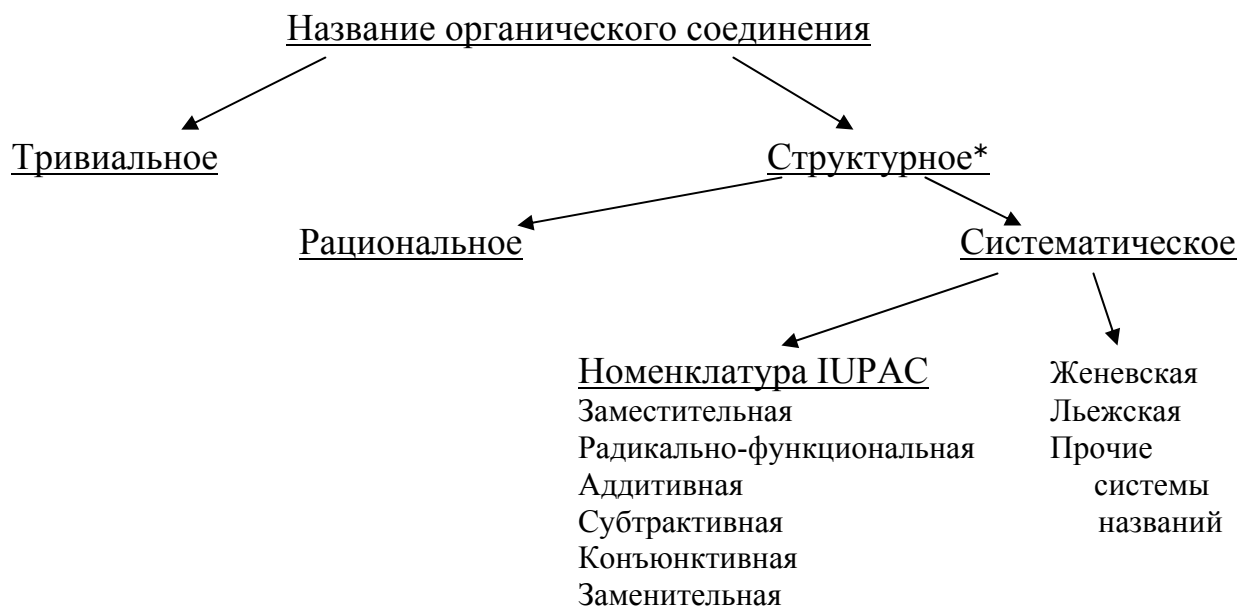 Название органического соединения
Тривиальное
Структурное*
Рациональное
Систематическое
Номенклатура IUPAC
Заместительная
Радикально-функциональная
Аддитивная
Субтрактивная
Конъюнктивная
Заменительная
Женевская
Льежская
Прочие
системы
названий